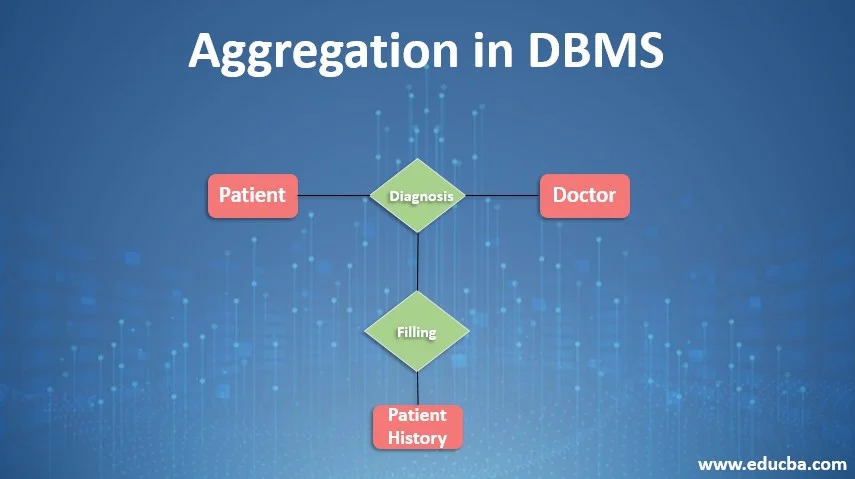 Aggregation in DBMS
Patient
Diagnosis
Doctor
Filling
Patient
History
www.educba.com